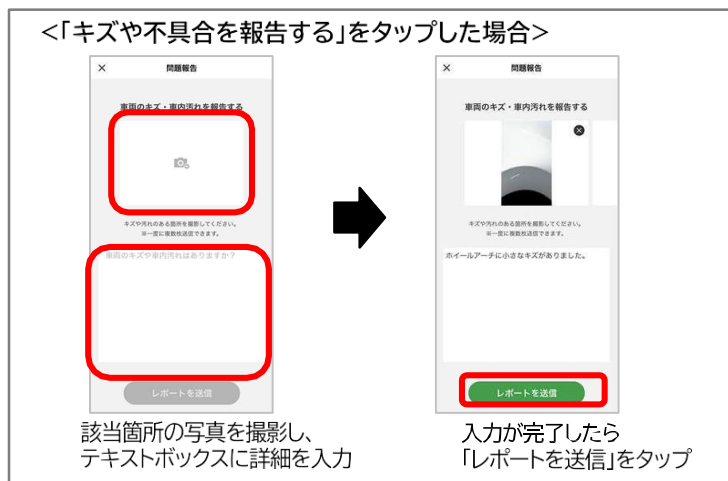 <「キズや不具合を報告する」をタップした場合>
× 問題報告
車両のキズ・車内汚れを報告する
キズや汚れのある箇所を撮影してください。
※一度に複数枚送信できます。
車両のキズや車内汚れはありますか？
レポートを送信
該当箇所の写真を撮影し、
テキストボックスに詳細を入力
× 問題報告
車両のキズ・車内汚れを報告する
キズや汚れのある箇所を撮影してください。
※一度に複数枚送信できます。
ホイールアーチに小さなキズがありました。
レポートを送信
入力が完了したら
「レポートを送信」をタップ